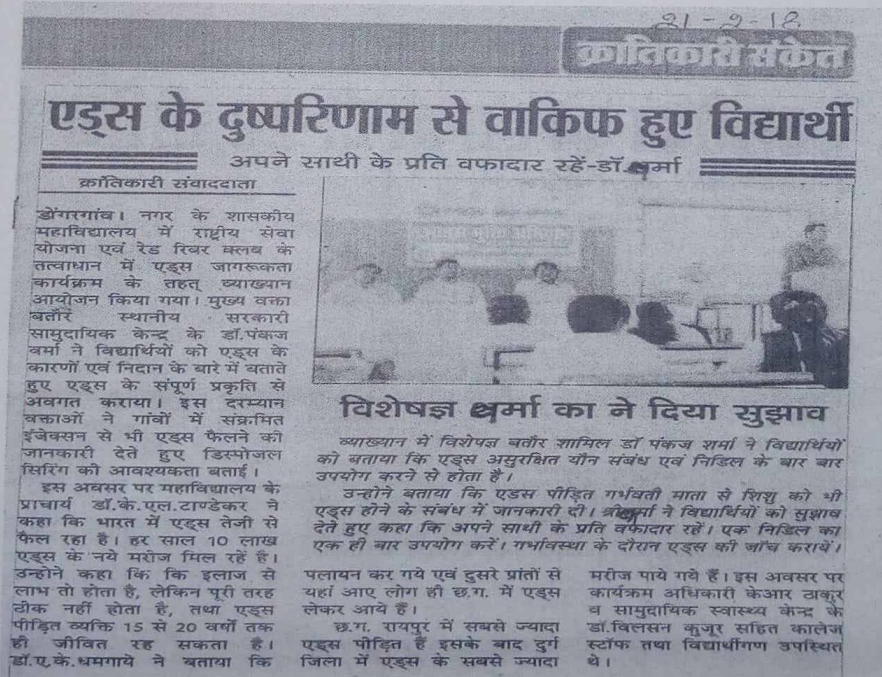 21-2-18
क्रांतिकारी संकेत
एड्स के दुष्परिणाम से वाकिफ हुए विद्यार्थी
अपने साथी के प्रति वफादार रहें-डॉ.वर्मा
क्रांतिकारी संवाददाता
डोंगरगांव। नगर के शासकीय
महाविद्यालय में राष्ट्रीय सेवा
योजना एवं रेड रिबर क्लब के
तत्वाधान में एड्स जागरूकता
कार्यक्रम के तहत् व्याख्यान
आयोजन किया गया। मुख्य वक्ता
बतौर स्थानीय सरकारी
सामुदायिक केन्द्र के डॉ.पंकज
वर्मा ने विद्यार्थियों को एड्स के
कारणों एवं निदान के बारे में बताते
हुए एड्स के संपूर्ण प्रकृति से
अवगत कराया। इस दरम्यान
वक्ताओं ने गांवों में संक्रमित
इंजेक्सन से भी एड्स फैलने की
जानकारी देते हुए डिस्पोजल
सिरिंग की आवश्यकता बताई।
इस अवसर पर महाविद्यालय के
प्राचार्य डॉ.के.एल.टाण्डेकर ने
कहा कि भारत में एड्स तेजी से
फैल रहा है। हर साल 10 लाख
एड्स के नये मरीज मिल रहें है।
उन्होने कहा कि कि इलाज से
लाभ तो होता है, लेकिन पूरी तरह
ठीक नहीं होता है, तथा एड्स
पीड़ित व्यक्ति 15 से 20 वर्षो तक
ही जीवित रह सकता है।
डॉ.ए.के.धमगाये ने बताया कि
विशेषज्ञ वर्मा का ने दिया सुझाव
व्याख्यान में विशेषज्ञ बतौर शामिल डॉ पंकज शर्मा ने विद्यार्थियों
को बताया कि एड्स असुरक्षित यौन संबंध एवं निडिल के बार बार
उपयोग करने से होता है।
उन्होने बताया कि एडस पीड़ित गर्भवती माता से शिशु को भी
एड्स होने के संबंध में जानकारी दी। विद्यार्थियों को सुझाव
देते हुए कहा कि अपने साथी के प्रति वफादार रहें। एक निडिल का
एक ही बार उपयोग करें। गर्भावस्था के दौरान एड्स की जाँच करायें।
पलायन कर गये एवं दुसरे प्रांतों से
यहां आए लोग ही छ.ग. में एड्स
लेकर आये हैं।
छ.ग. रायपुर में सबसे ज्यादा
एड्स पीड़ित हैं इसके बाद दुर्ग
जिला में एड्स के सबसे ज्यादा
मरीज पाये गये हैं। इस अवसर पर
कार्यक्रम अधिकारी केआर ठाकुर
व सामुदायिक स्वास्थ्य केन्द्र के
डॉ.विलसन कुजूर सहित कालेज
स्टॉफ तथा विद्यार्थीगण उपस्थित
थे।